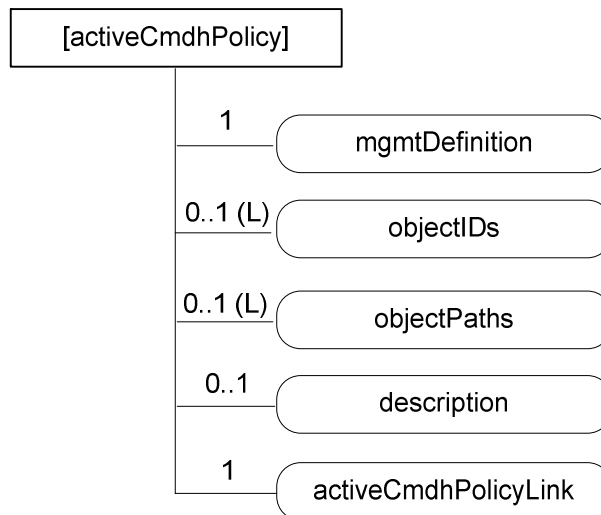 [activeCmdhPolicy]
1
mgmtDefinition
0..1 (L)
objectIDs
0..1 (L)
objectPaths
0..1
description
1
activeCmdhPolicyLink